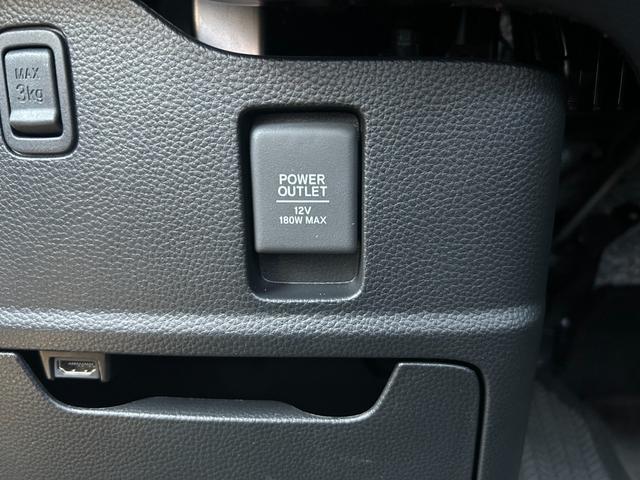 MAX
3kg
POWER
OUTLET
12V
180W MAX